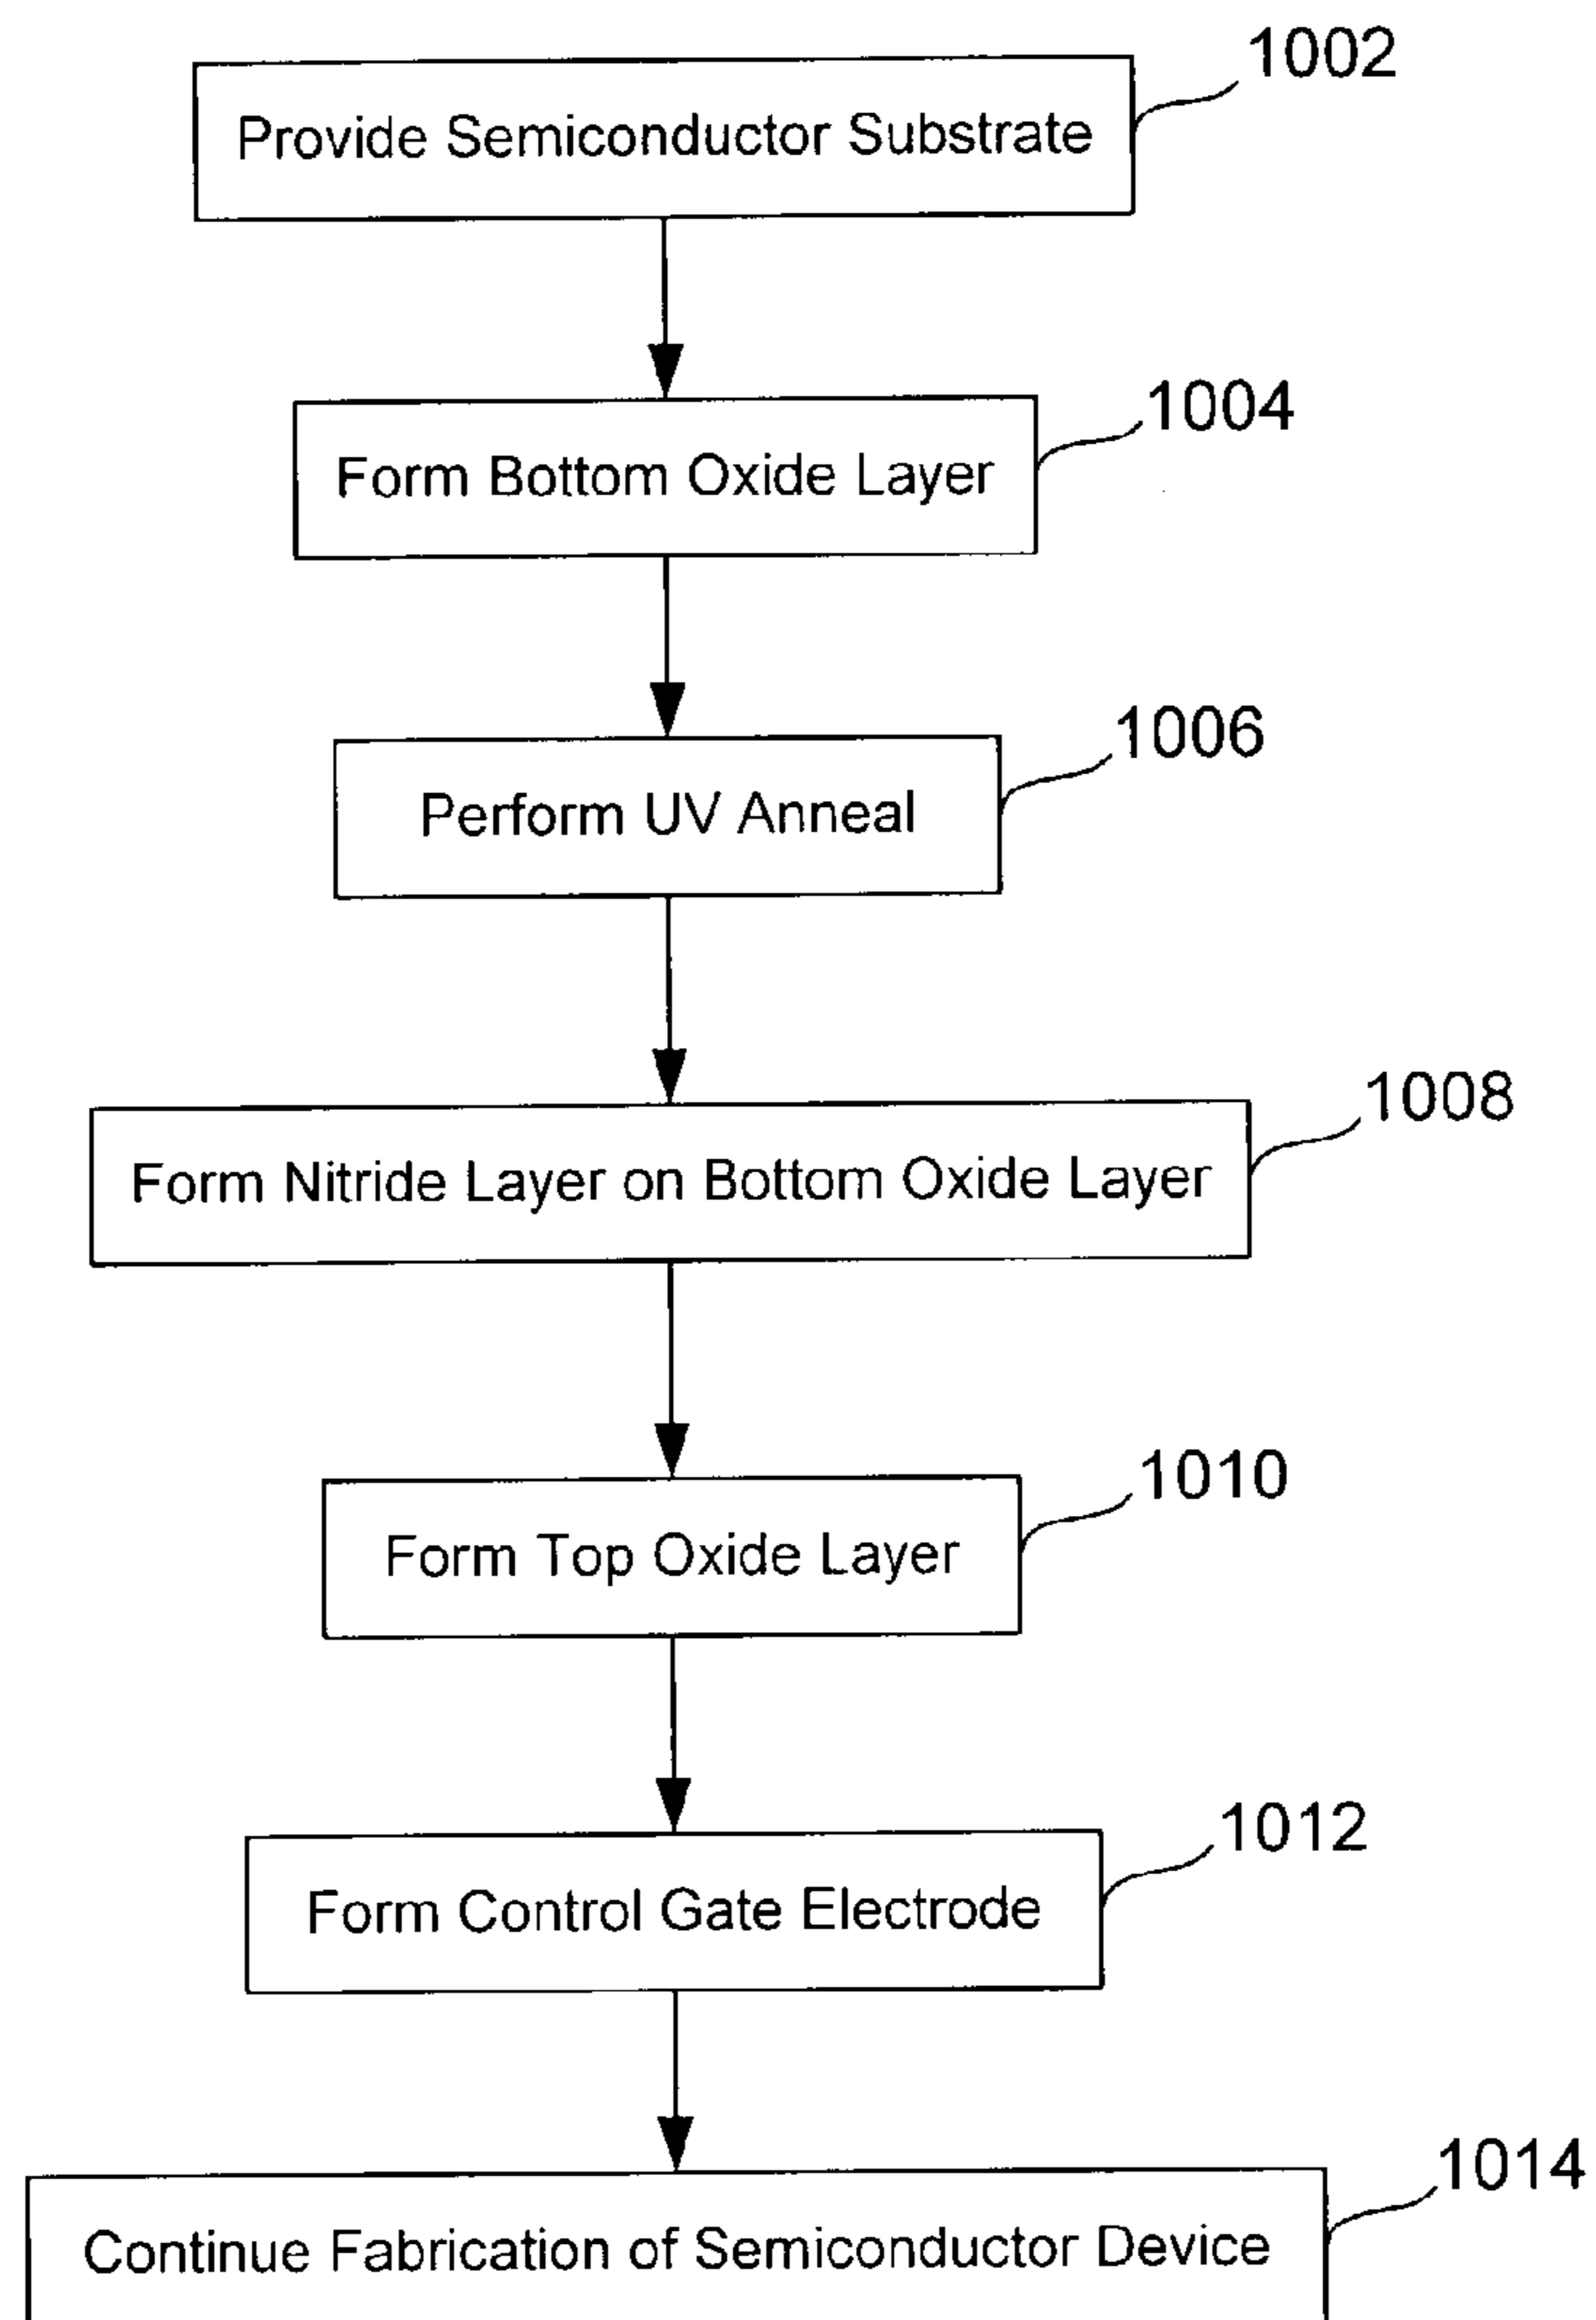 1002
Provide Semiconductor Substrate
1004
Form Bottom Oxide Layer
1006
Perform UV Anneal
1008
Form Nitride Layer on Bottom Oxide Layer
1010
Form Top Oxide Layer
1012
Form Control Gate Electrode
1014
Continue Fabrication of Semiconductor Device